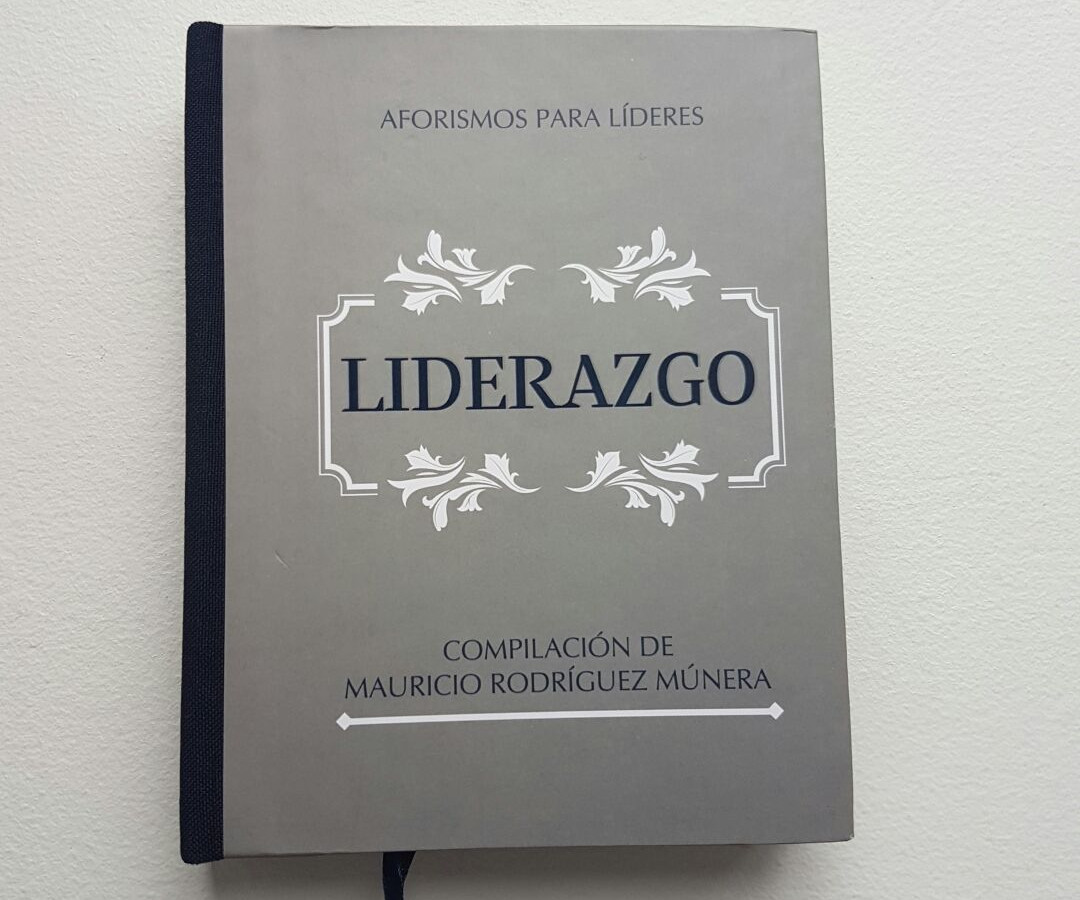 AFORISMOS PARA LÍDERES
LIDERAZGO
COMPILACIÓN DE
MAURICIO RODRÍGUEZ MÚNERA